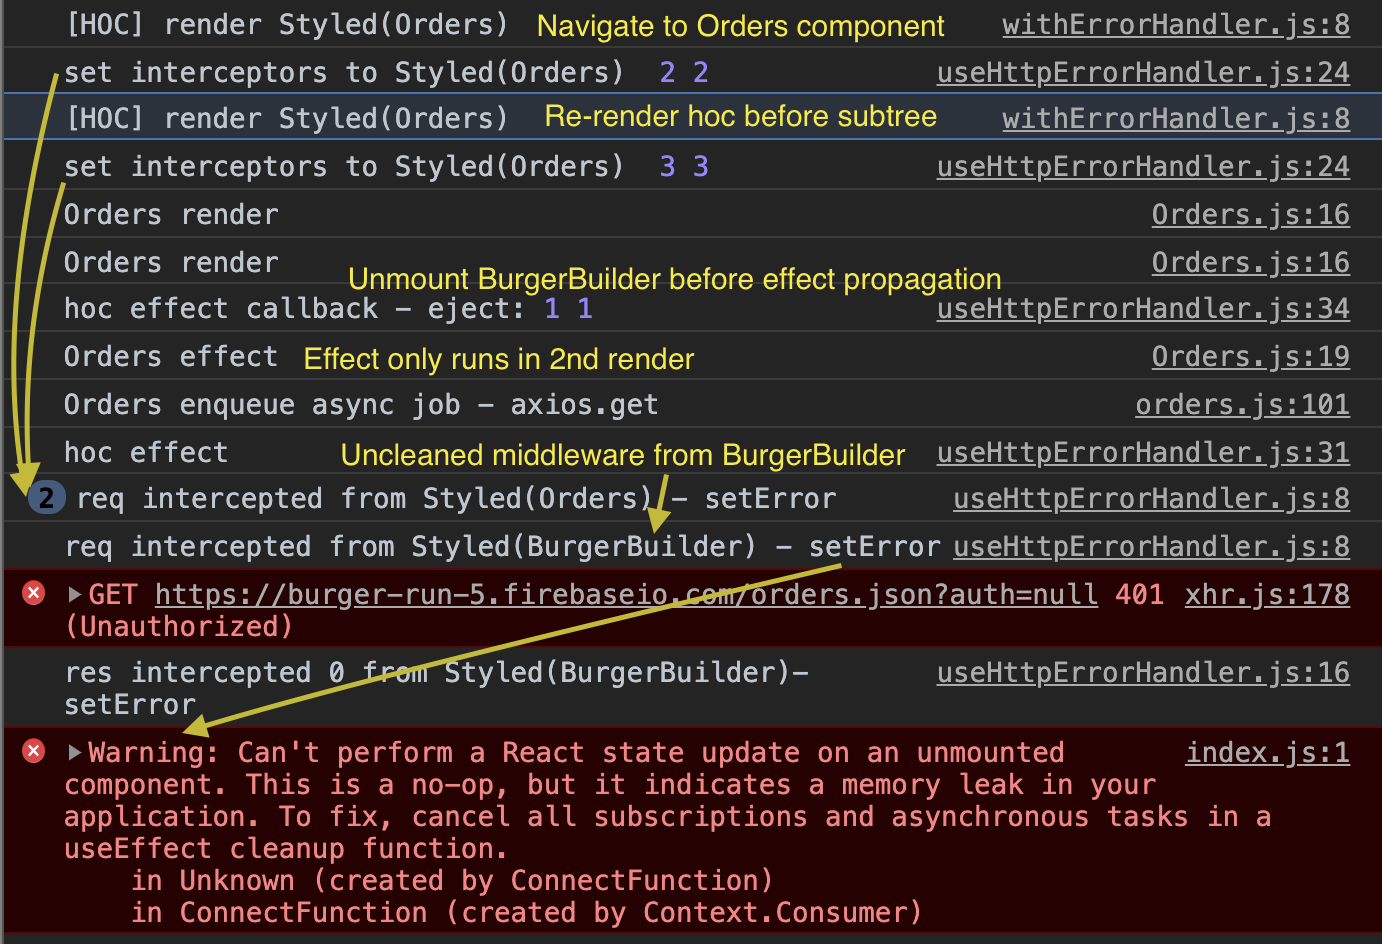 [HOC] render Styled(Orders) Navigate to Orders component withErrorHandler.js:8
set interceptors to Styled(Orders) 2 2 useHttpErrorHandler.js:24
[HOC] render Styled(Orders) Re-render hoc before subtree withErrorHandler.js:8
set interceptors to Styled(Orders) 3 3 useHttpErrorHandler.js:24
Orders render Orders.js:16
Orders render Orders.js:16
Unmount BurgerBuilder before effect propagation
hoc effect callback – eject: 1 1 useHttpErrorHandler.js:34
Orders effect Effect only runs in 2nd render Orders.js:19
Orders enqueue async job – axios.get orders.js:101
hoc effect Uncleaned middleware from BurgerBuilder useHttpErrorHandler.js:31
2 req intercepted from Styled(Orders) – setError useHttpErrorHandler.js:8
req intercepted from Styled(BurgerBuilder) – setError useHttpErrorHandler.js:8
GET https://burger-run-5.firebaseio.com/orders.json?auth=null 401 xhr.js:178
(Unauthorized)
res intercepted 0 from Styled(BurgerBuilder)– useHttpErrorHandler.js:16
setError
Warning: Can't perform a React state update on an unmounted index.js:1
component. This is a no-op, but it indicates a memory leak in your
application. To fix, cancel all subscriptions and asynchronous tasks in a
useEffect cleanup function.
in Unknown (created by ConnectFunction)
in ConnectFunction (created by Context.Consumer)